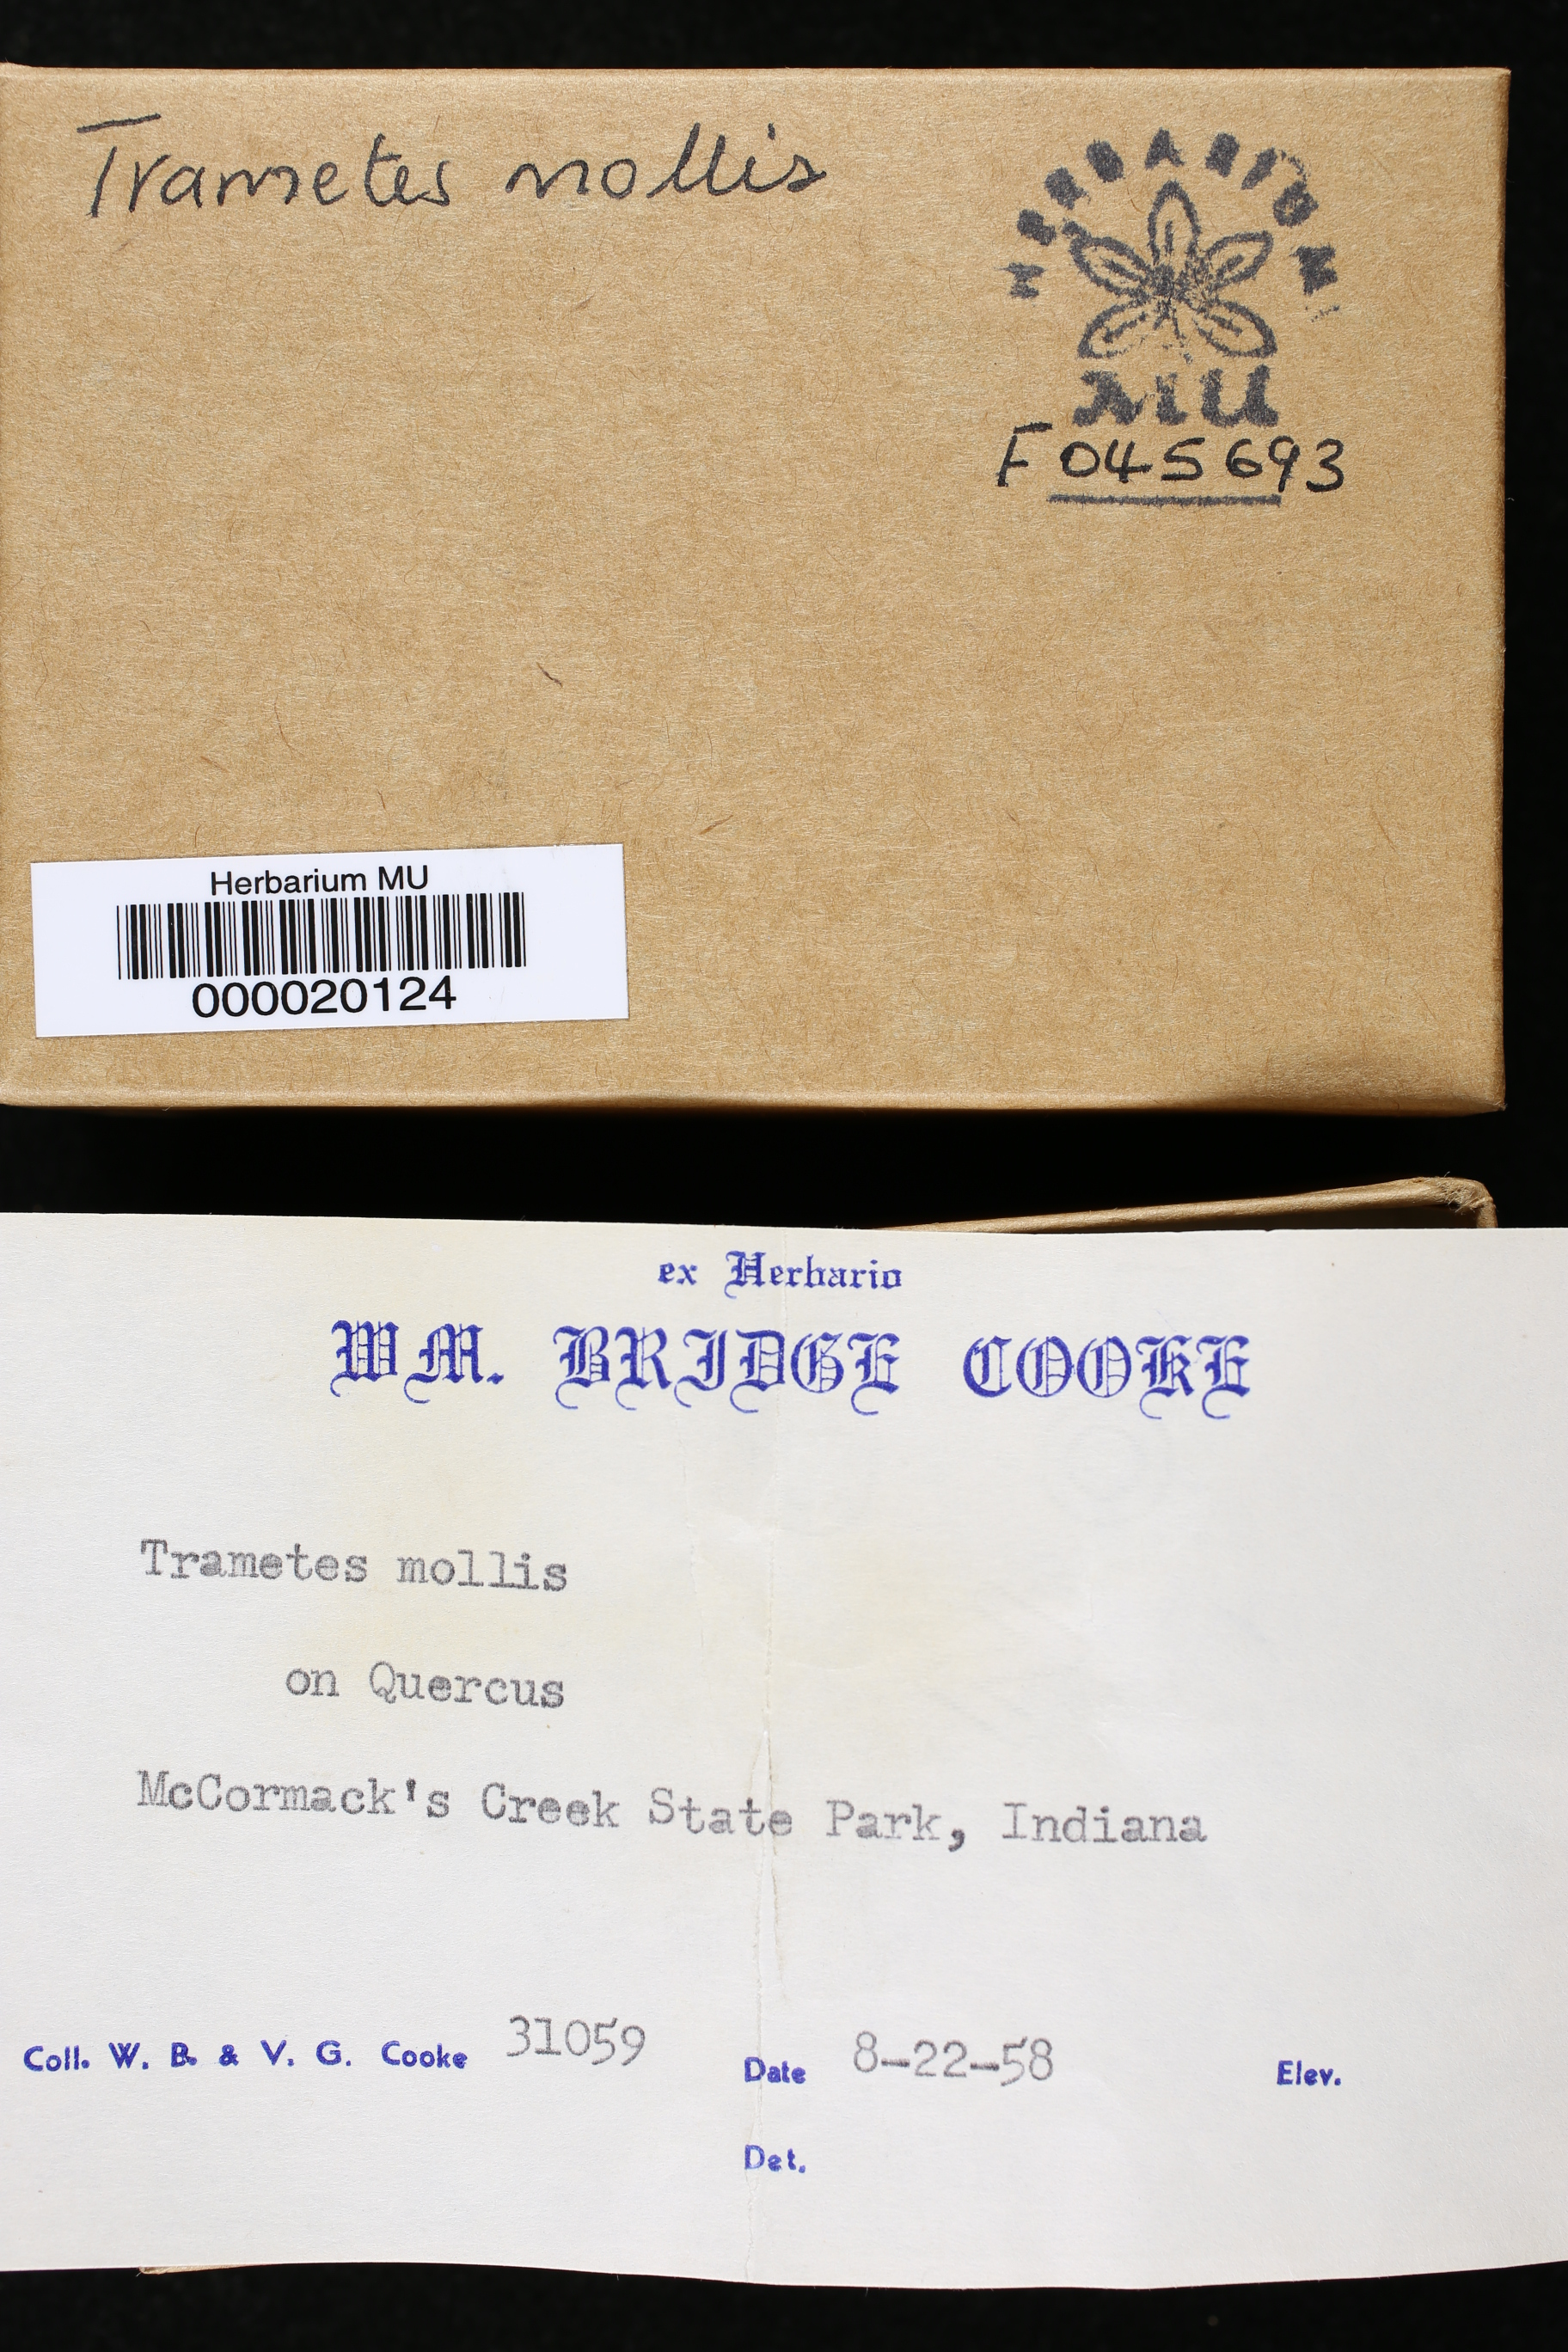 Trametes mollis
HERBARIUM
MU
F045693
Herbarium MU
000020124
ex Herbario
WM. BRIDGE COOKE
Trametes mollis
on Quercus
McCormack's Creek State Park, Indiana
Coll. W. B. & V. G. Cooke 31059 Date 8-22-58 Elev.
Det.